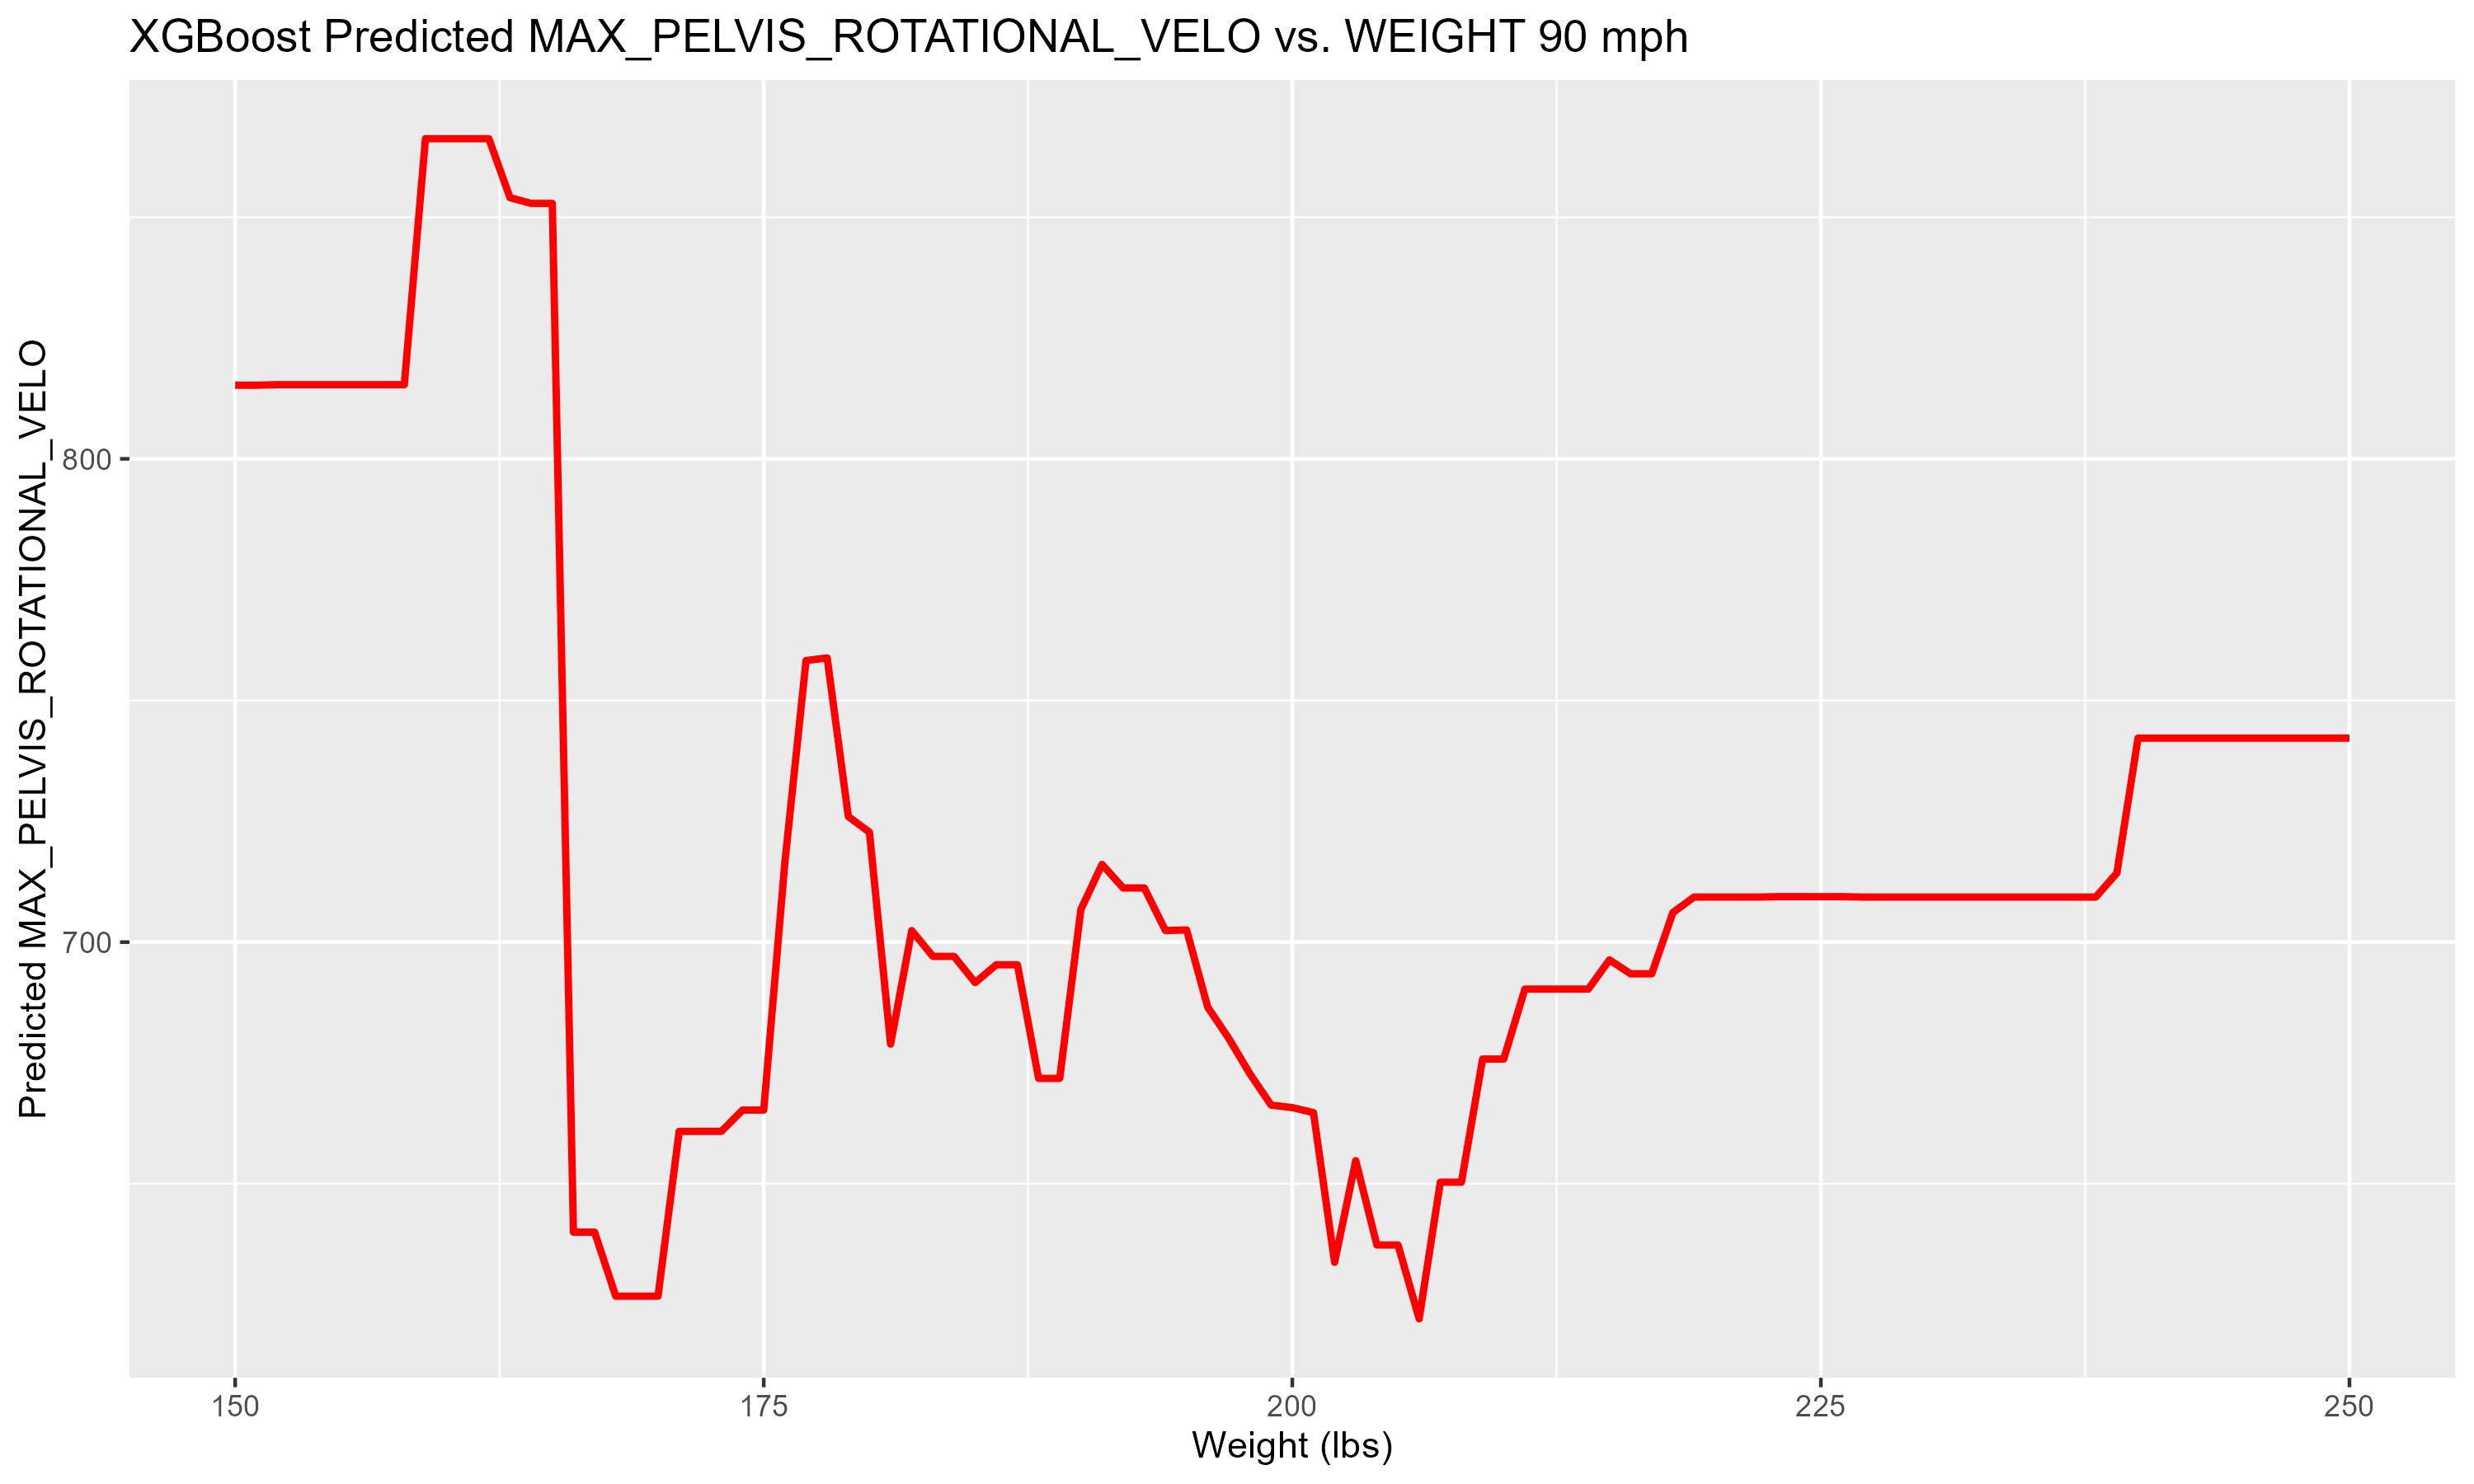 XGBoost Predicted MAX_PELVIS_ROTATIONAL_VELO vs. WEIGHT 90 mph
Predicted MAX_PELVIS_ROTATIONAL_VELO
800
700
150 175 200 225 250
Weight (lbs)